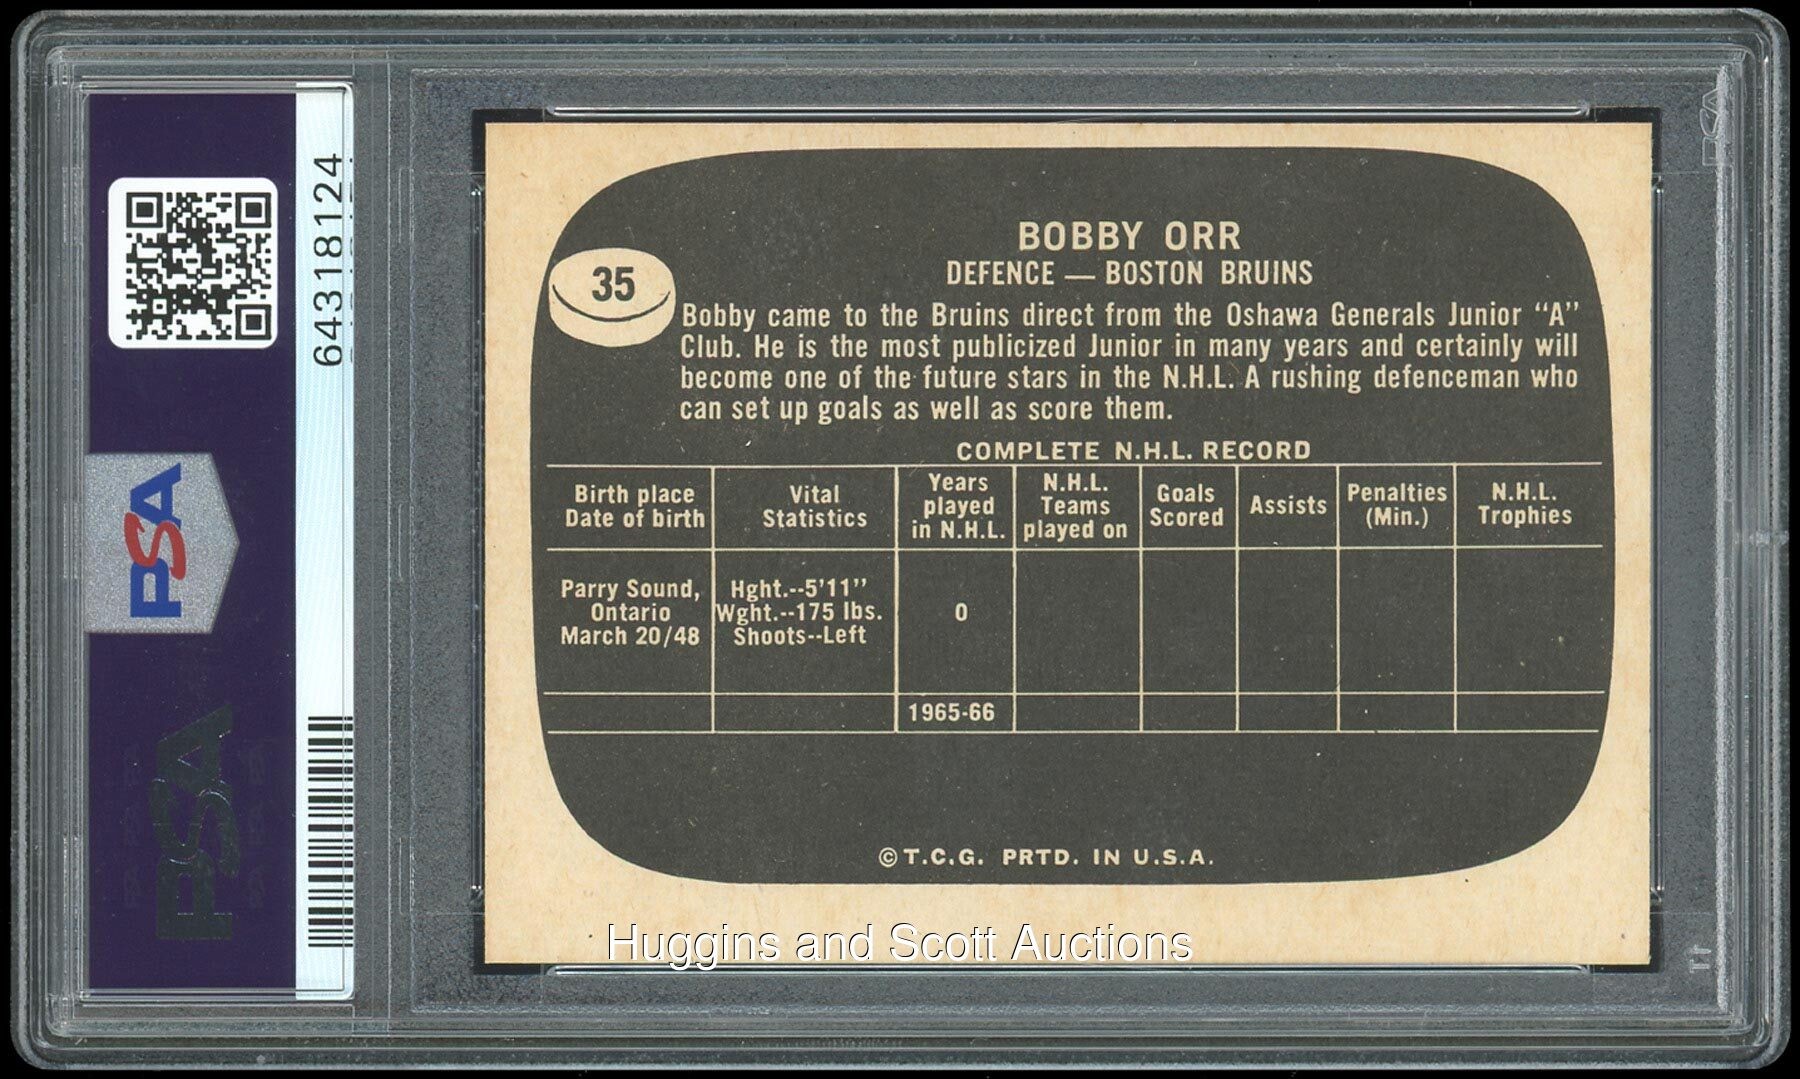 64318124
PSA
PSA
35
BOBBY ORR
DEFENCE — BOSTON BRUINS
Bobby came to the Bruins direct from the Oshawa Generals Junior “A”
Club. He is the most publicized Junior in many years and certainly will
become one of the future stars in the N.H.L. A rushing defenceman who
can set up goals as well as score them.
COMPLETE N.H.L. RECORD
Birth place
Date of birth
Vital
Statistics
Years
played
in N.H.L.
N.H.L.
Teams
played on
Goals
Scored
Assists
Penalties
(Min.)
N.H.L.
Trophies
Parry Sound,
Ontario
March 20/48
Hght.--5'11''
Wght.--175 lbs.
Shoots--Left
0
1965-66
© T.C.G. PRTD. IN U.S.A.
Huggins and Scott Auctions
PSA